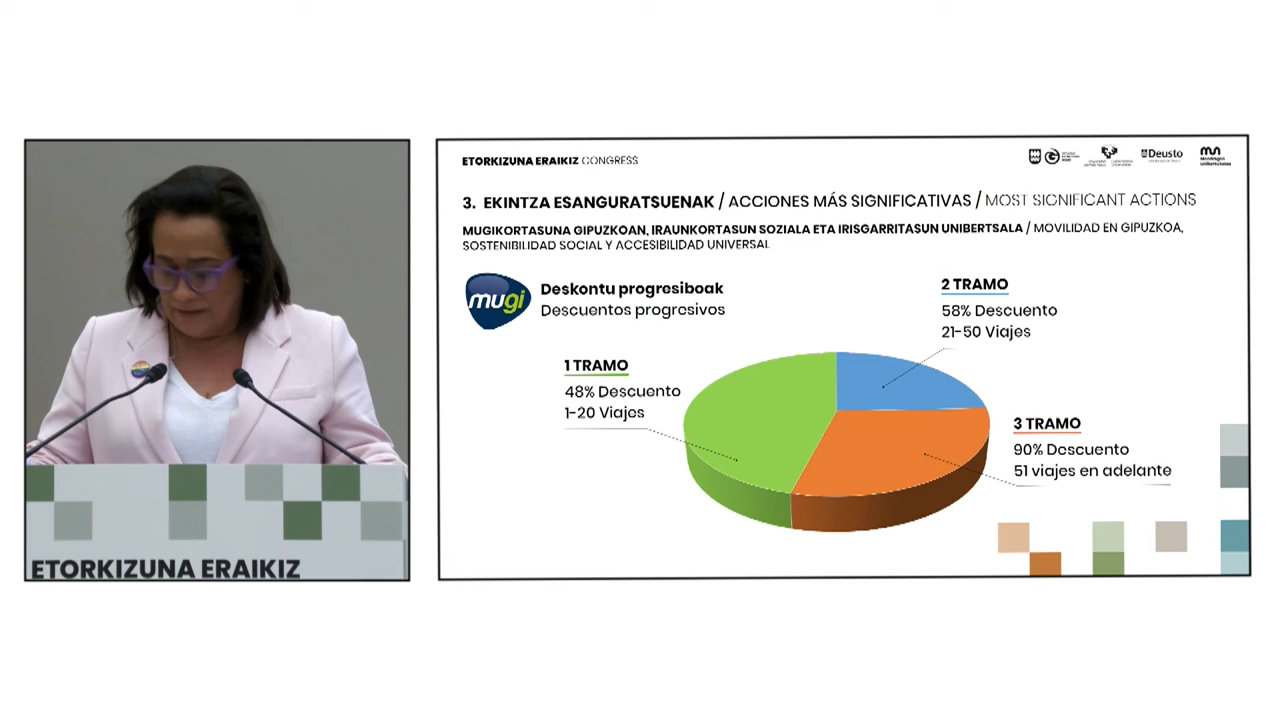 ETORKIZUNA ERAIKIZ
ETORKIZUNA ERAIKIZ CONGRESS
Deusto
3. EKINTZA ESANGURATSUENAK / ACCIONES MÁS SIGNIFICATIVAS / MOST SIGNIFICANT ACTIONS
MUGIKORTASUNA GIPUZKOAN, IRAUNKORTASUN SOZIALA ETA IRISGARRITASUN UNIBERTSALA / MOVILIDAD EN GIPUZKOA,
SOSTENIBILIDAD SOCIAL Y ACCESIBILIDAD UNIVERSAL
mugi
Deskontu progresiboak
Descuentos progresivos
1 TRAMO
48% Descuento
1-20 Viajes
2 TRAMO
58% Descuento
21-50 Viajes
3 TRAMO
90% Descuento
51 viajes en adelante